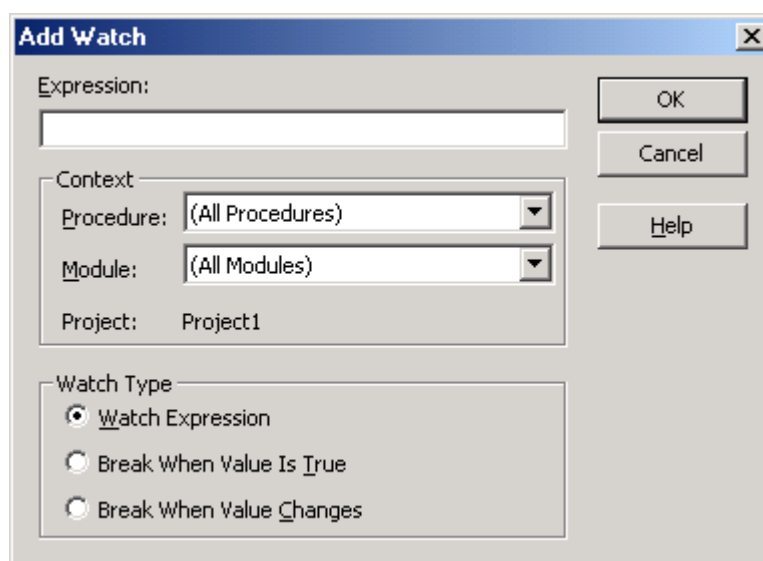 Add Watch
Expression:
OK
Cancel
Context
Procedure: (All Procedures)
Help
Module: (All Modules)
Project: Project1
Watch Type
Watch Expression
Break When Value Is True
Break When Value Changes